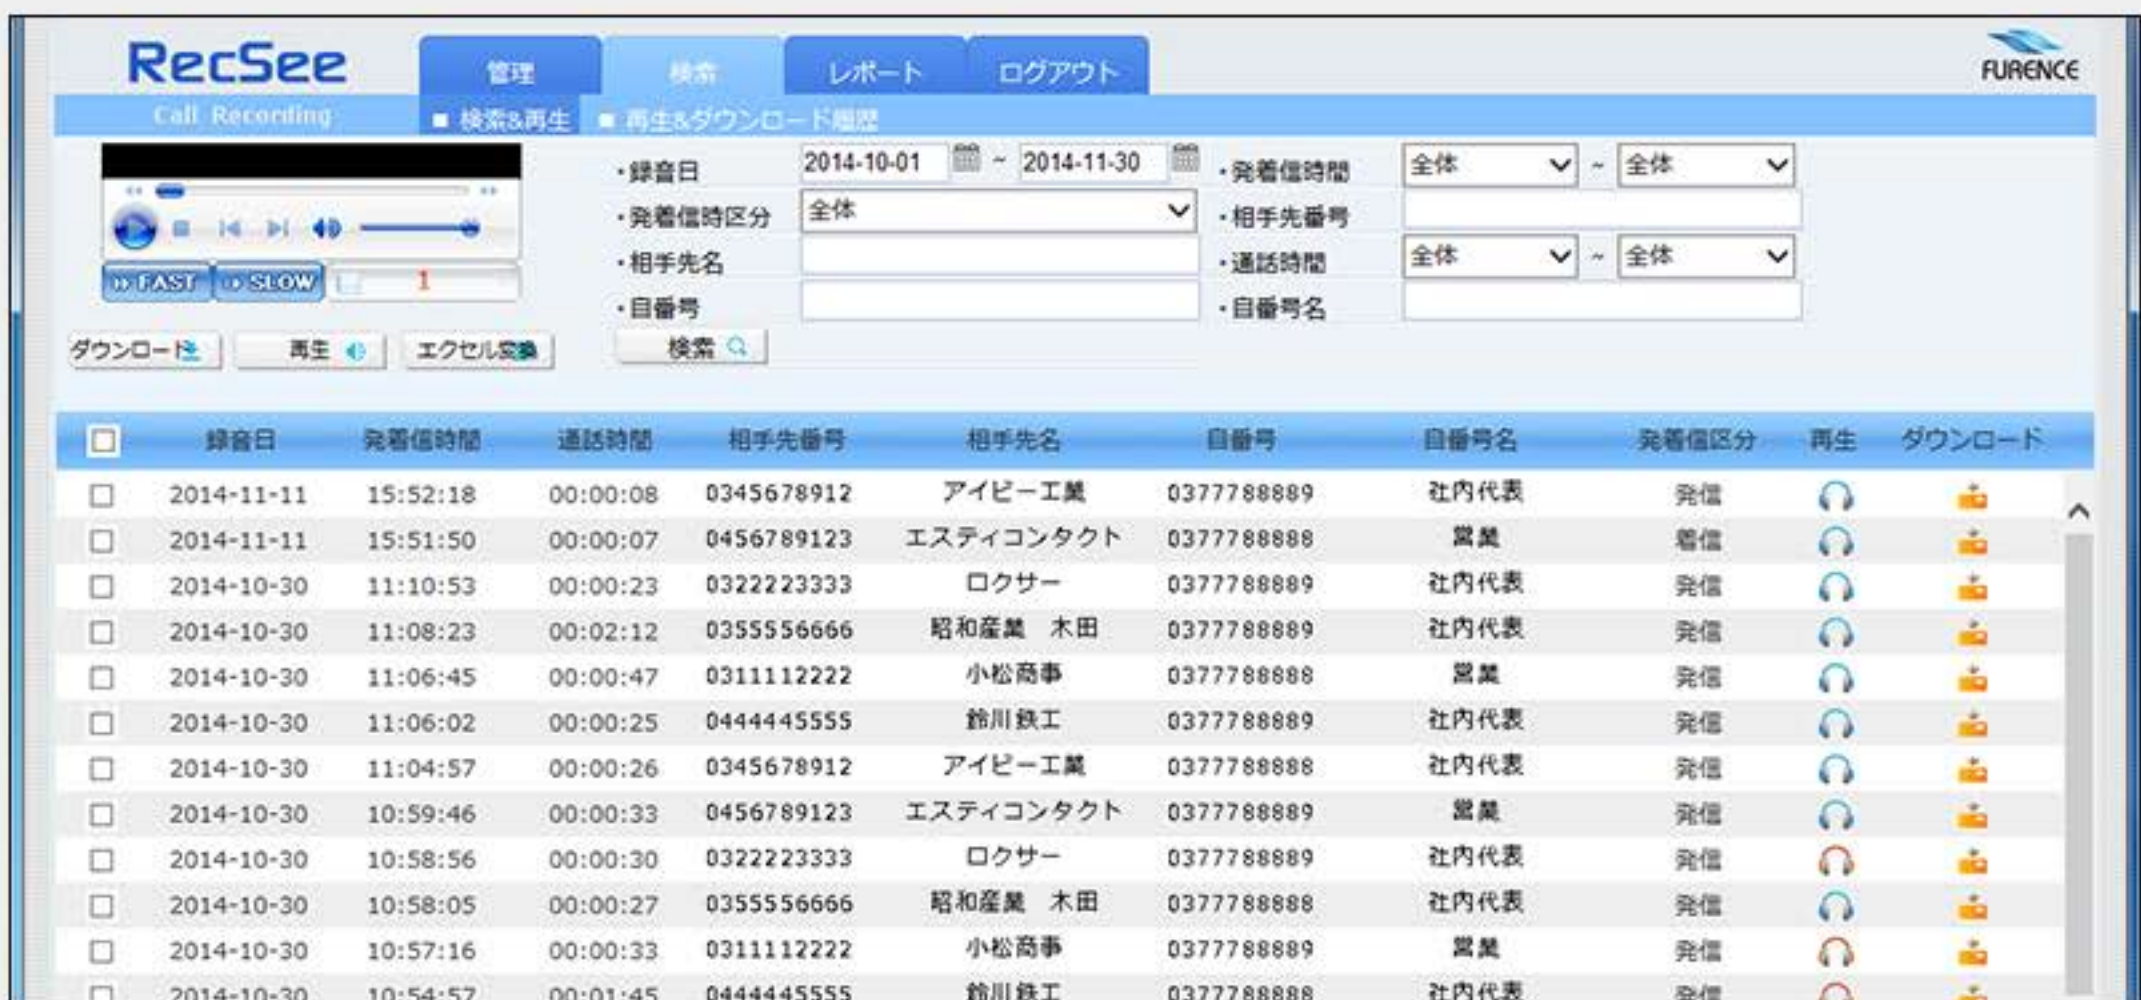 RecSee 管理 検索 レポート ログアウト FURENCE
Call Recording ■ 検索&再生 ■ 再生&ダウンロード履歴
・録音日 2014-10-01 ~ 2014-11-30 ・発着信時間 全体 ~ 全体
・発着信時区分 全体 ・相手先番号
・相手先名 ・通話時間 全体 ~ 全体
FAST SLOW 1
・自番号 ・自番号名
ダウンロード 再生 エクセル変換 検索
録音日 発着信時間 通話時間 相手先番号 相手先名 自番号 自番号名 発着信区分 再生 ダウンロード
2014-11-11 15:52:18 00:00:08 0345678912 アイピー工業 0377788889 社内代表 発信
2014-11-11 15:51:50 00:00:07 0456789123 エスティコンタクト 0377788888 営業 着信
2014-10-30 11:10:53 00:00:23 0322223333 ロクサー 0377788889 社内代表 発信
2014-10-30 11:08:23 00:02:12 0355556666 昭和産業 木田 0377788889 社内代表 発信
2014-10-30 11:06:45 00:00:47 0311112222 小松商事 0377788888 営業 発信
2014-10-30 11:06:02 00:00:25 0444445555 鈴川鉄工 0377788889 社内代表 発信
2014-10-30 11:04:57 00:00:26 0345678912 アイピー工業 0377788888 社内代表 発信
2014-10-30 10:59:46 00:00:33 0456789123 エスティコンタクト 0377788889 営業 発信
2014-10-30 10:58:56 00:00:30 0322223333 ロクサー 0377788889 社内代表 発信
2014-10-30 10:58:05 00:00:27 0355556666 昭和産業 木田 0377788888 社内代表 発信
2014-10-30 10:57:16 00:00:33 0311112222 小松商事 0377788889 営業 発信
2014-10-30 10:54:57 00:01:45 0444445555 鈴川鉄工 0377788888 社内代表 発信